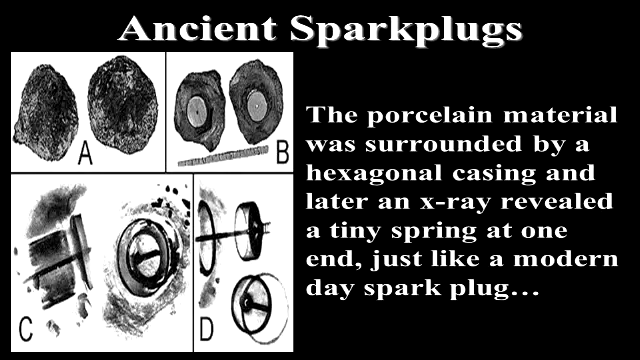 Ancient Sparkplugs
A
B
C
D
The porcelain material
was surrounded by a
hexagonal casing and
later an x-ray revealed
a tiny spring at one
end, just like a modern
day spark plug...